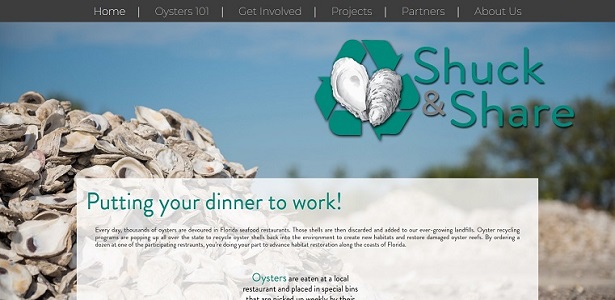 Home | Oysters 101 | Get Involved | Projects | Partners | About Us
Shuck
& Share
Putting your dinner to work!
Every day, thousands of oysters are devoured in Florida seafood restaurants. Those shells are then discarded and added to our ever-growing landfills. Oyster recycling
programs are popping up all over the state to recycle oyster shells back into the environment to create new habitats and restore damaged oyster reefs. By ordering a
dozen at one of the participating restraunts, you're doing your part to advance habitat restoration along the coasts of Florida.
Oysters are eaten at a local
restaurant and placed in special bins
that are picked up weekly by their